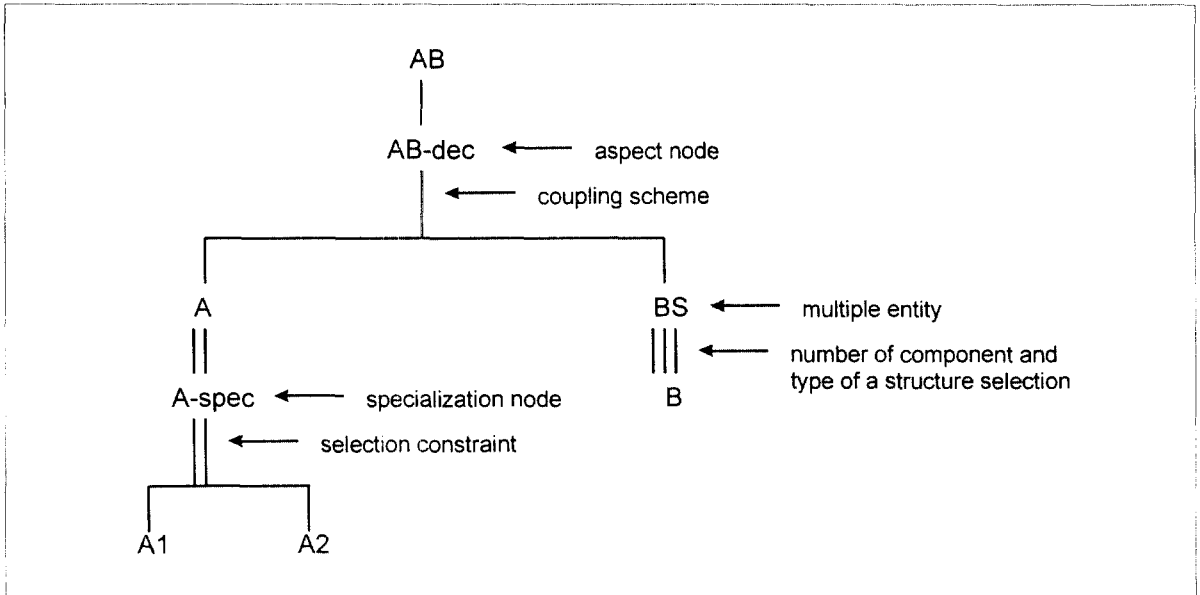 AB
AB-dec
aspect node
coupling scheme
A
BS
multiple entity
number of component and
type of a structure selection
A-spec
specialization node
B
selection constraint
A1
A2